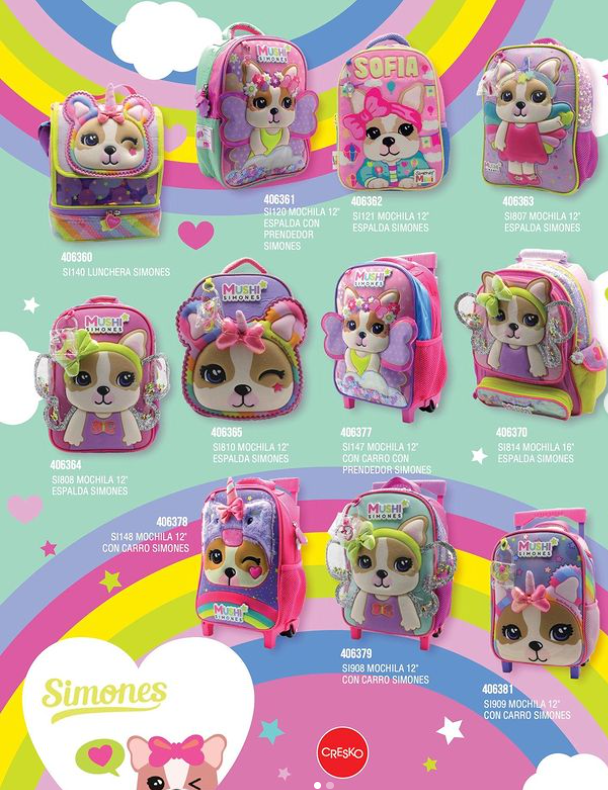 MUSHI
SIMONES
SOFIA
406360
SI140 LUNCHERA SIMONES
406361
SI120 MOCHILA 12"
ESPALDA CON
PRENDEDOR
SIMONES
406362
SI121 MOCHILA 12"
ESPALDA SIMONES
406363
SI807 MOCHILA 12"
ESPALDA SIMONES
MUSHI
SIMONES
406364
SI808 MOCHILA 12"
ESPALDA SIMONES
MUSHI
SIMONES
406365
SI810 MOCHILA 12"
ESPALDA SIMONES
MUSHI
SIMONES
406377
SI147 MOCHILA 12"
CON CARRO CON
PRENDEDOR SIMONES
406370
SI814 MOCHILA 16"
ESPALDA SIMONES
406378
SI148 MOCHILA 12"
CON CARRO SIMONES
MUSHI
SIMONES
MUSHI
SIMONES
MUSHI
SIMONES
406379
SI908 MOCHILA 12"
CON CARRO SIMONES
MUSHI
SIMONES
406381
SI909 MOCHILA 12"
CON CARRO SIMONES
Simones
CRESKO